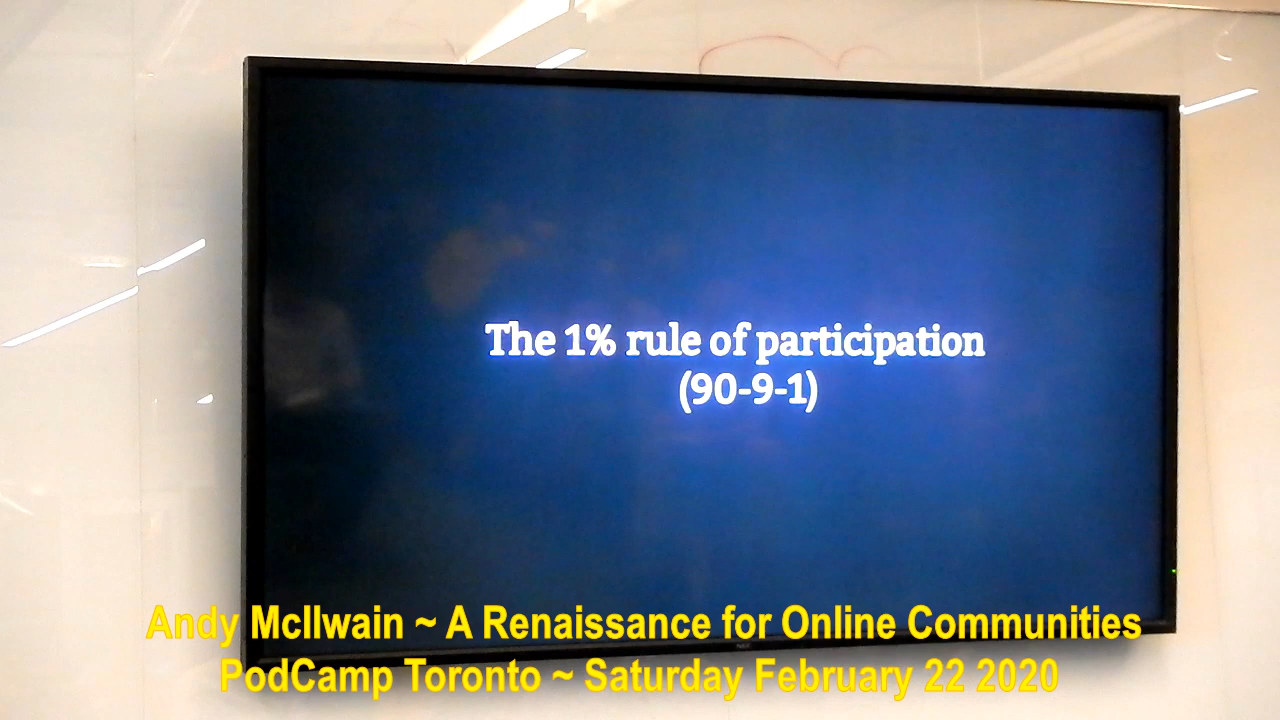 The 1% rule of participation
(90-9-1)
Andy McIlwain ~ A Renaissance for Online Communities
PodCamp Toronto ~ Saturday February 22 2020